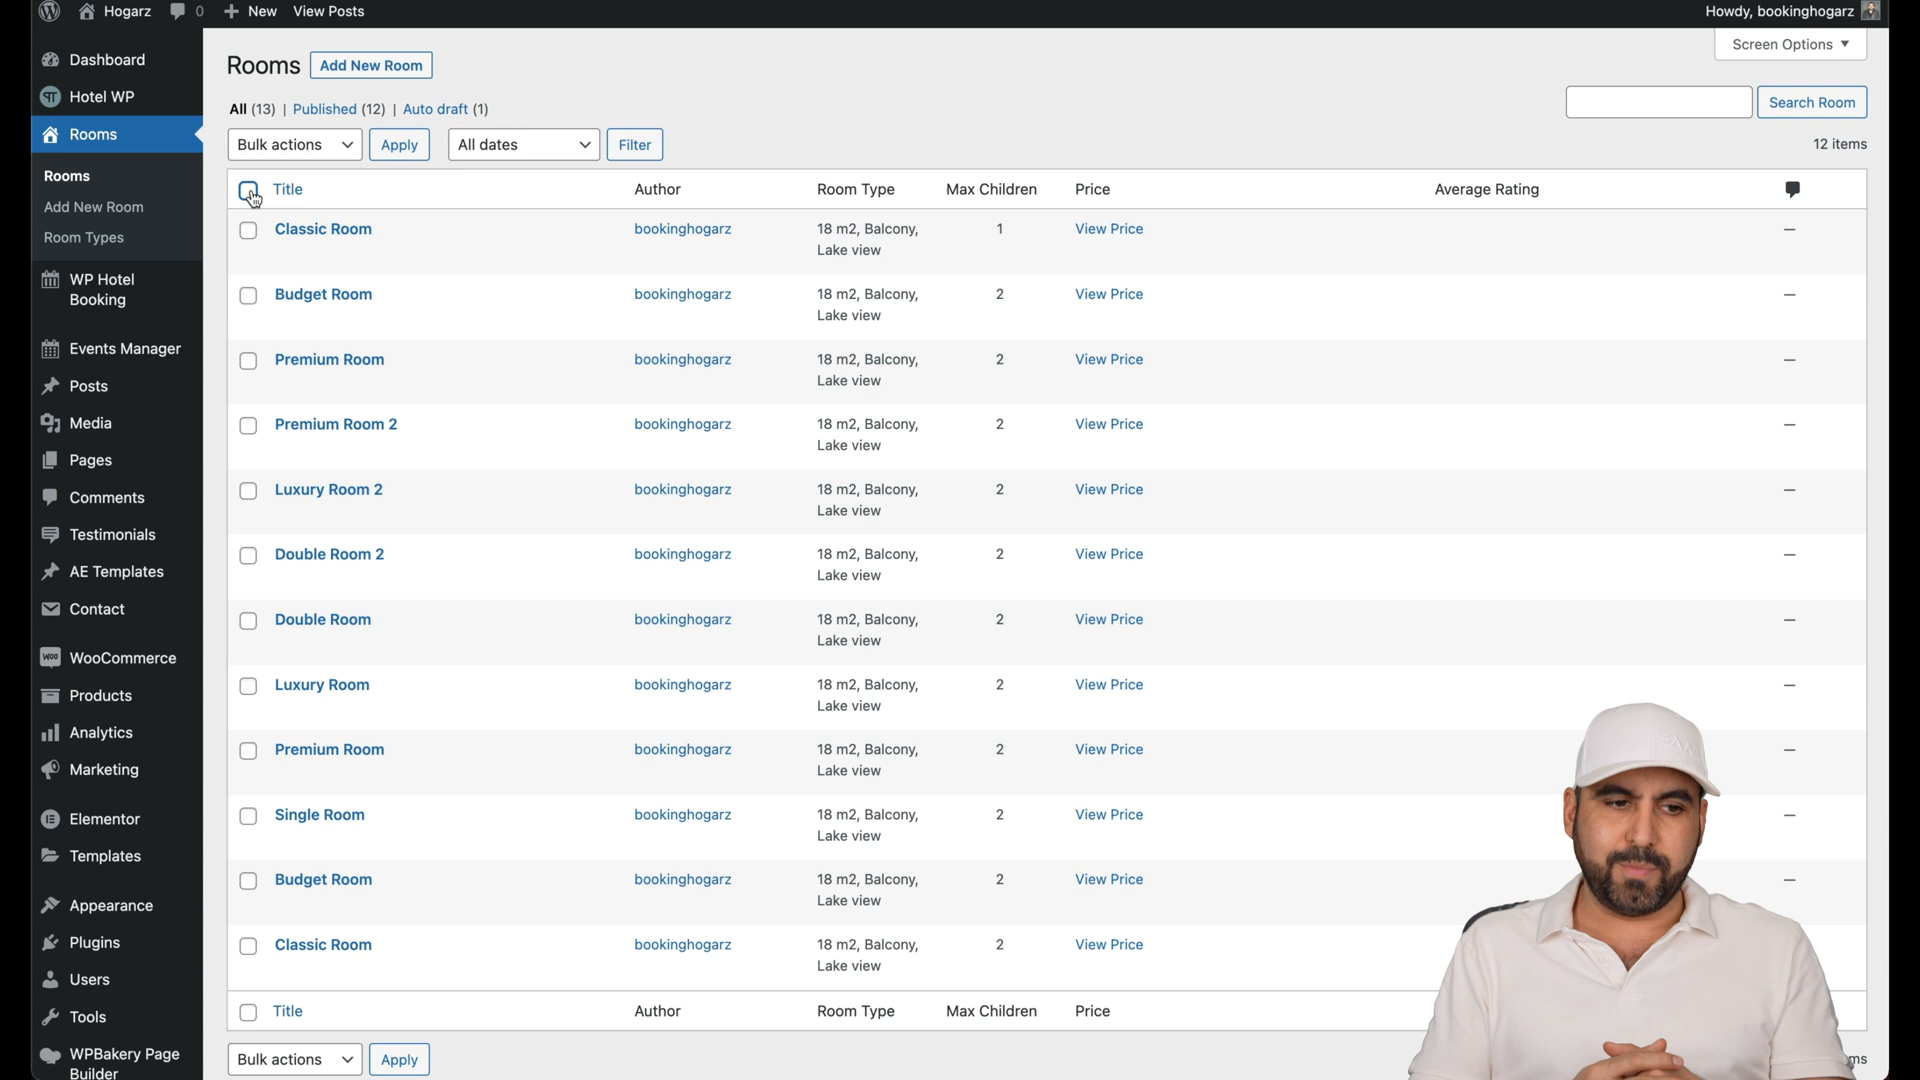 Hogarz 0 New View Posts Howdy, bookinghogarz
Dashboard
Hotel WP
Rooms
Rooms
Add New Room
Room Types
WP Hotel
Booking
Events Manager
Posts
Media
Pages
Comments
Testimonials
AE Templates
Contact
WooCommerce
Products
Analytics
Marketing
Elementor
Templates
Appearance
Plugins
Users
Tools
WPBakery Page
Builder
Screen Options
Rooms Add New Room
All (13) | Published (12) | Auto draft (1)
Search Room
Bulk actions Apply All dates Filter 12 items
Title Author Room Type Max Children Price Average Rating
Classic Room bookinghogarz 18 m2, Balcony, 1 View Price —
Lake view
Budget Room bookinghogarz 18 m2, Balcony, 2 View Price —
Lake view
Premium Room bookinghogarz 18 m2, Balcony, 2 View Price —
Lake view
Premium Room 2 bookinghogarz 18 m2, Balcony, 2 View Price —
Lake view
Luxury Room 2 bookinghogarz 18 m2, Balcony, 2 View Price —
Lake view
Double Room 2 bookinghogarz 18 m2, Balcony, 2 View Price —
Lake view
Double Room bookinghogarz 18 m2, Balcony, 2 View Price —
Lake view
Luxury Room bookinghogarz 18 m2, Balcony, 2 View Price —
Lake view
Premium Room bookinghogarz 18 m2, Balcony, 2 View Price —
Lake view
Single Room bookinghogarz 18 m2, Balcony, 2 View Price —
Lake view
Budget Room bookinghogarz 18 m2, Balcony, 2 View Price —
Lake view
Classic Room bookinghogarz 18 m2, Balcony, 2 View Price
Lake view
Title Author Room Type Max Children Price
Bulk actions Apply